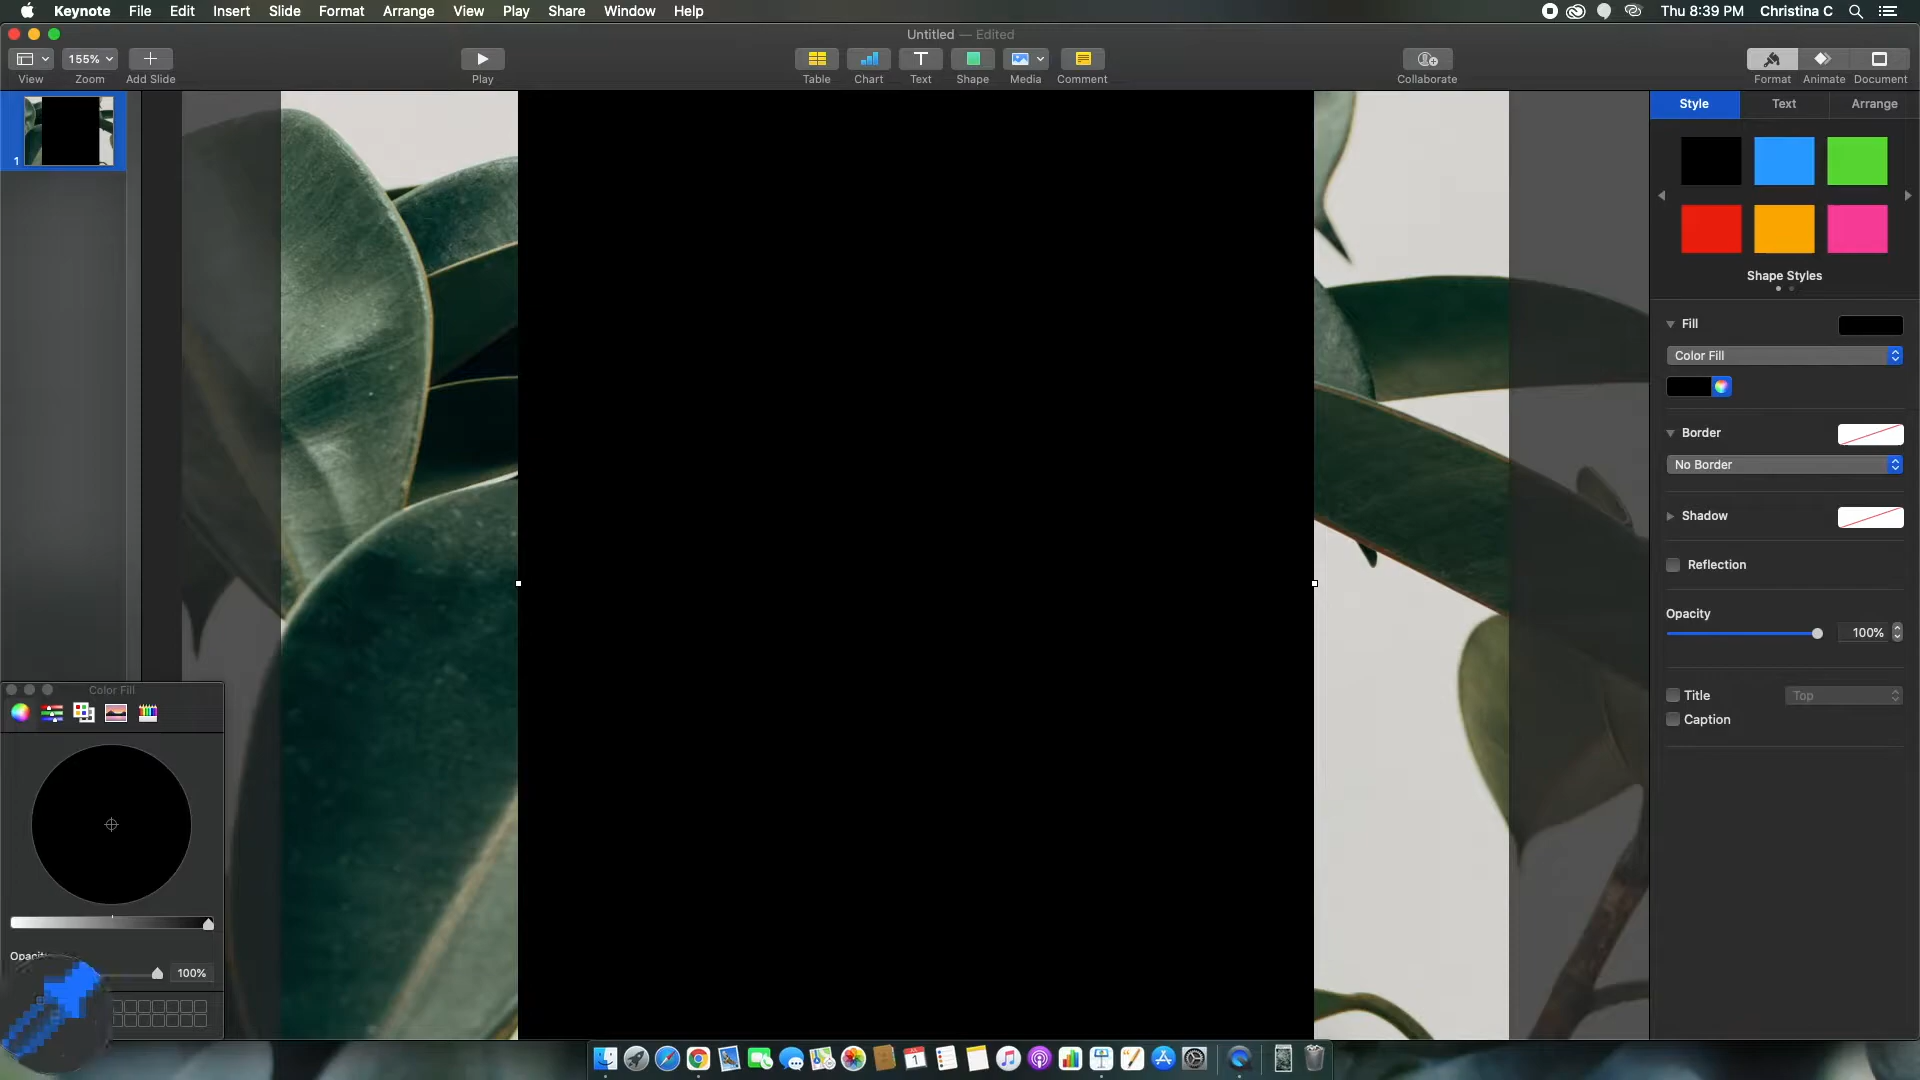 Keynote File Edit Insert Slide Format Arrange View Play Share Window Help Thu 8:39 PM Christina C
Untitled — Edited
155%
View Zoom Add Slide Play Table Chart Text Shape Media Comment Collaborate Format Animate Document
Style Text Arrange
1
Shape Styles
Fill
Color Fill
Border
No Border
Shadow
Reflection
Opacity
100%
Title Top
Caption
Color Fill
Opacity
100%
1